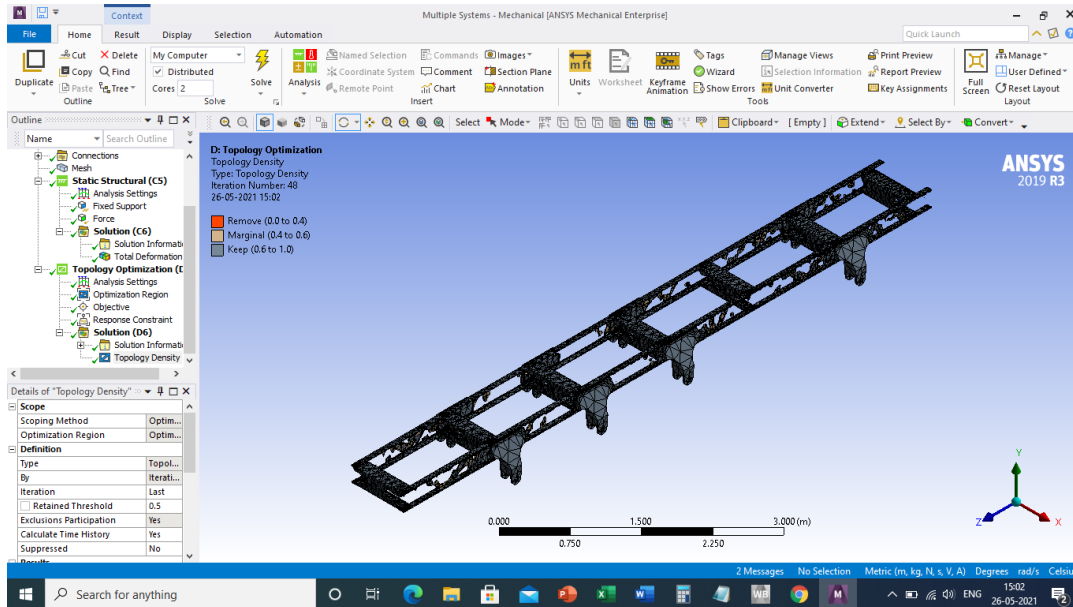 Context
Multiple Systems - Mechanical [ANSYS Mechanical Enterprise]
File Home Result Display Selection Automation
Quick Launch
Duplicate
Cut
Copy
Paste
Delete
Find
Tree
Outline
My Computer
Distributed
Cores 2
Solve
Solve
Analysis
Named Selection
Coordinate System
Remote Point
Commands
Comment
Chart
Images
Section Plane
Annotation
Insert
Units
Worksheet
Keyframe
Animation
Tags
Wizard
Show Errors
Manage Views
Selection Information
Unit Converter
Print Preview
Report Preview
Key Assignments
Tools
Full
Screen
Manage
User Defined
Reset Layout
Layout
Outline
Name
Search Outline
Select Mode
Clipboard [ Empty ] Extend Select By Convert
Connections
Mesh
Static Structural (C5)
Analysis Settings
Fixed Support
Force
Solution (C6)
Solution Informati
Total Deformation
Topology Optimization (D
Analysis Settings
Optimization Region
Objective
Response Constraint
Solution (D6)
Solution Informati
Topology Density
D: Topology Optimization
Topology Density
Type: Topology Density
Iteration Number: 48
26-05-2021 15:02
Remove (0.0 to 0.4)
Marginal (0.4 to 0.6)
Keep (0.6 to 1.0)
ANSYS
2019 R3
Details of "Topology Density"
Scope
Scoping Method Optim...
Optimization Region Optim...
Definition
Type Topol...
By Iterati...
Iteration Last
Retained Threshold 0.5
Exclusions Participation Yes
Calculate Time History Yes
Suppressed No
Results
0.000 1.500 3.000 (m)
0.750 2.250
Y
Z
X
2 Messages No Selection Metric (m, kg, N, s, V, A) Degrees rad/s Celsiu
Search for anything
WB
M
ENG
15:02
26-05-2021
2